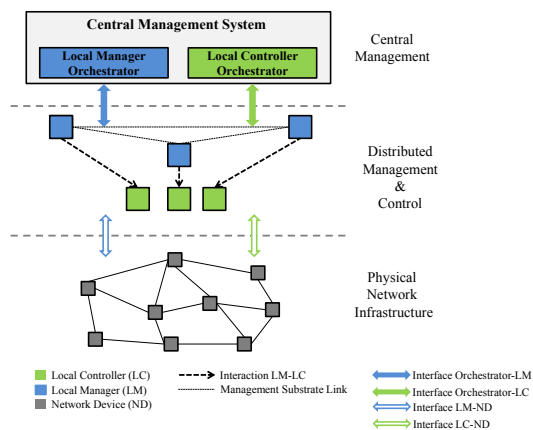 Central Management System
Local Manager
Orchestrator
Local Controller
Orchestrator
Central
Management
Distributed
Management
&
Control
Physical
Network
Infrastructure
Local Controller (LC)
Local Manager (LM)
Network Device (ND)
Interaction LM-LC
Management Substrate Link
Interface Orchestrator-LM
Interface Orchestrator-LC
Interface LM-ND
Interface LC-ND